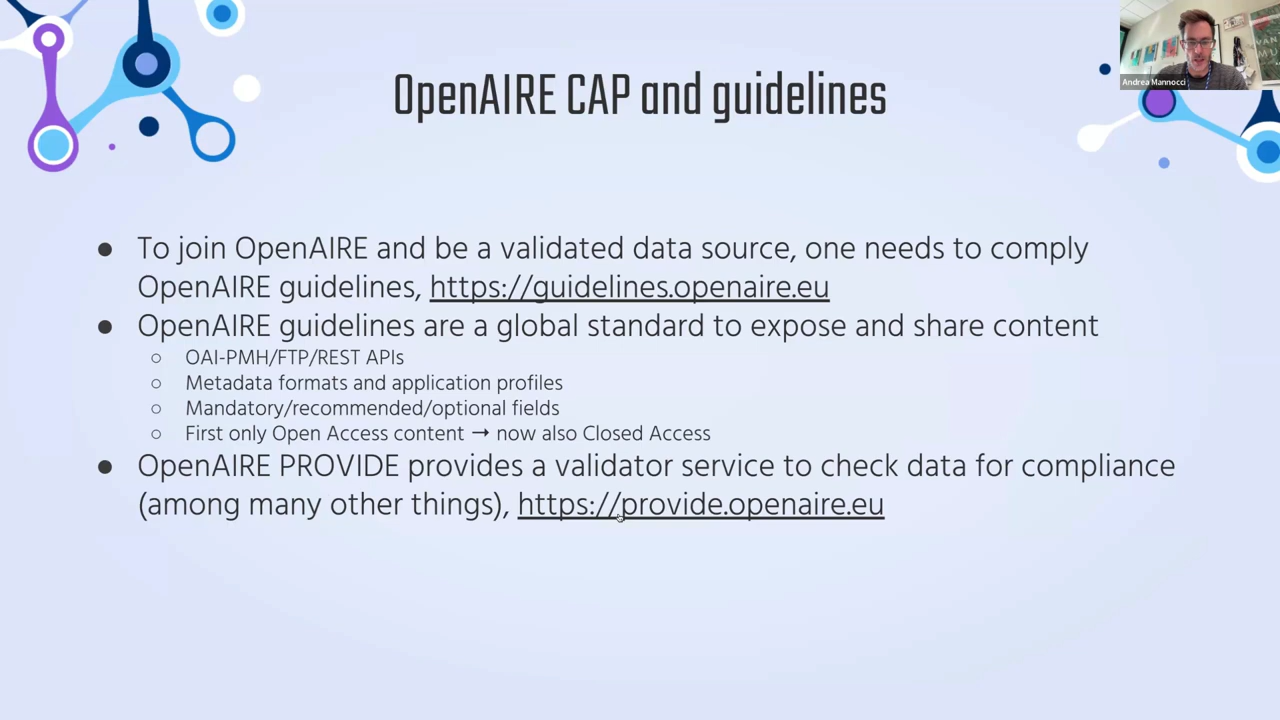 Andrea Mannocci
OpenAIRE CAP and guidelines
● To join OpenAIRE and be a validated data source, one needs to comply
OpenAIRE guidelines, https://guidelines.openaire.eu
● OpenAIRE guidelines are a global standard to expose and share content
○ OAI-PMH/FTP/REST APIs
○ Metadata formats and application profiles
○ Mandatory/recommended/optional fields
○ First only Open Access content → now also Closed Access
● OpenAIRE PROVIDE provides a validator service to check data for compliance
(among many other things), https://provide.openaire.eu